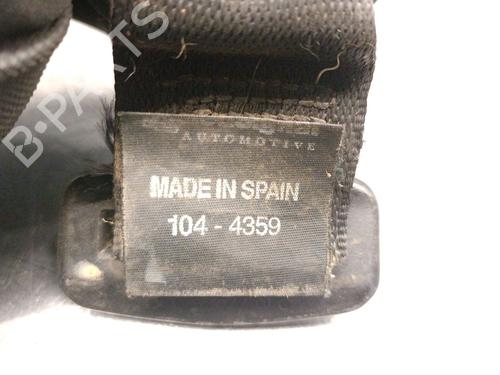 AUTOMOTIVE
MADE IN SPAIN
104 - 4359
B-PARTS